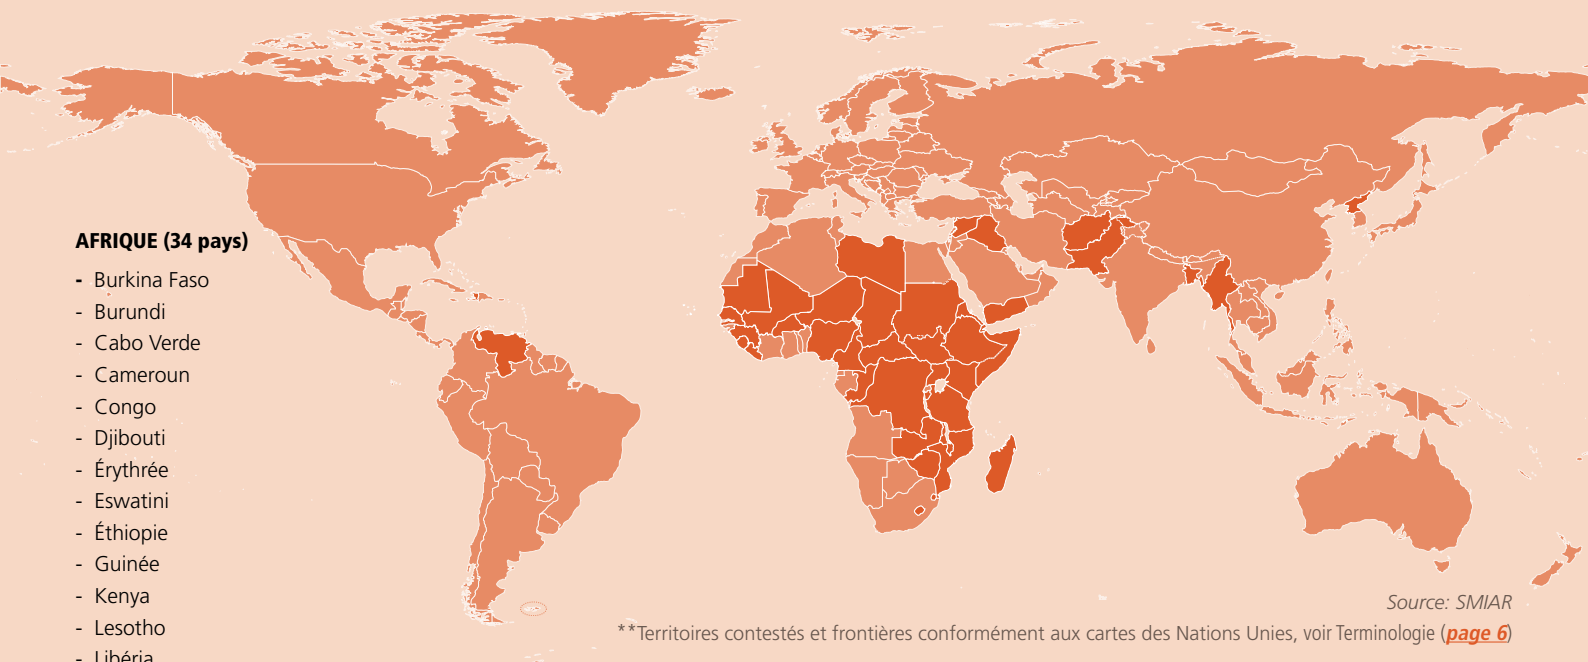 AFRIQUE (34 pays)
- Burkina Faso
- Burundi
- Cabo Verde
- Cameroun
- Congo
- Djibouti
- Érythrée
- Eswatini
- Éthiopie
- Guinée
- Kenya
- Lesotho
- Libéria
Source: SMIAR
**Territoires contestés et frontières conformément aux cartes des Nations Unies, voir Terminologie (page 6)